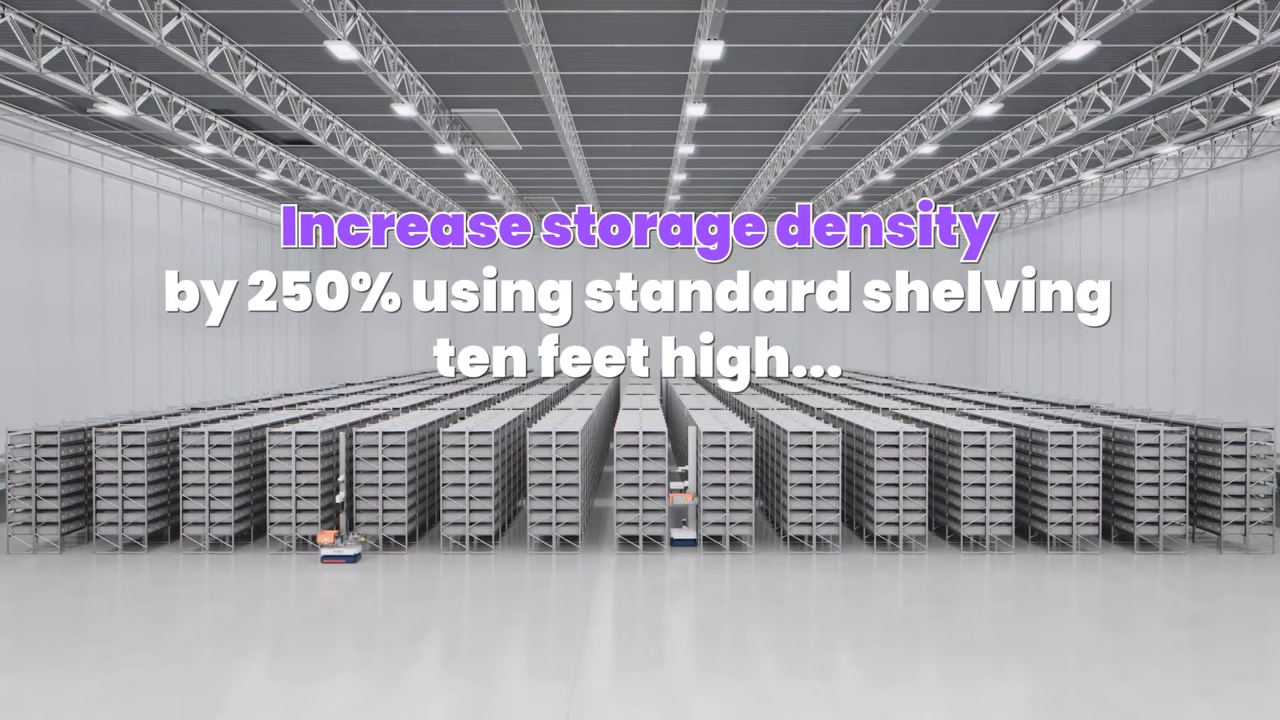 Increase storage density
by 250% using standard shelving
ten feet high...